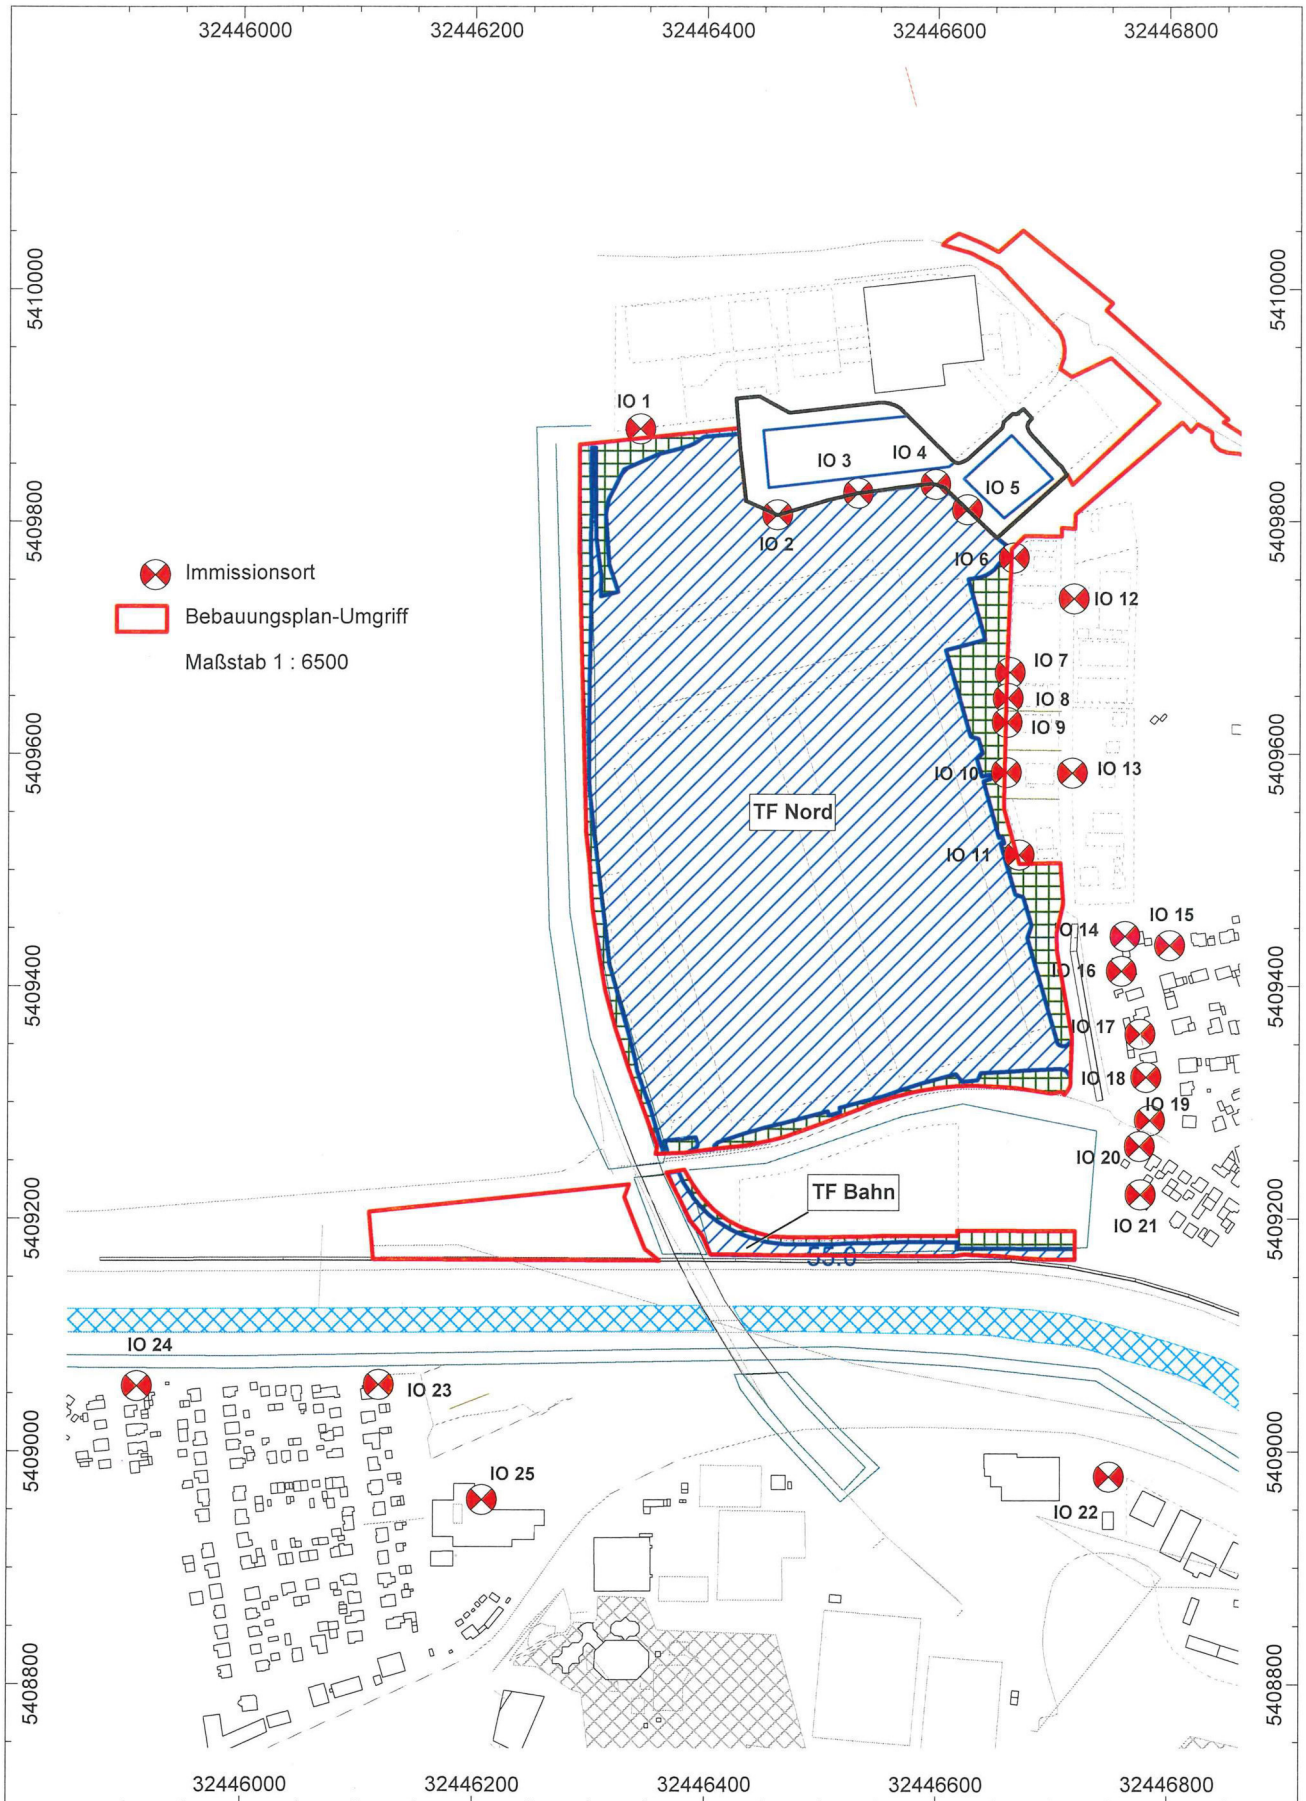 32446000 32446200 32446400 32446600 32446800
5410000
5410000
IO 1
IO 3
IO 4
IO 5
5409800
5409800
IO 2
IO 6
Immissionsort
IO 12
Bebauungsplan-Umgriff
Maßstab 1 : 6500
IO 7
IO 8
IO 9
5409600
5409600
IO 10
IO 13
TF Nord
IO 11
IO 15
IO 14
IO 16
5409400
5409400
IO 17
IO 18
IO 19
IO 20
TF Bahn
5409200
5409200
IO 21
55.0
IO 24
IO 23
5409000
5409000
IO 25
IO 22
5408800
5408800
32446000 32446200 32446400 32446600 32446800